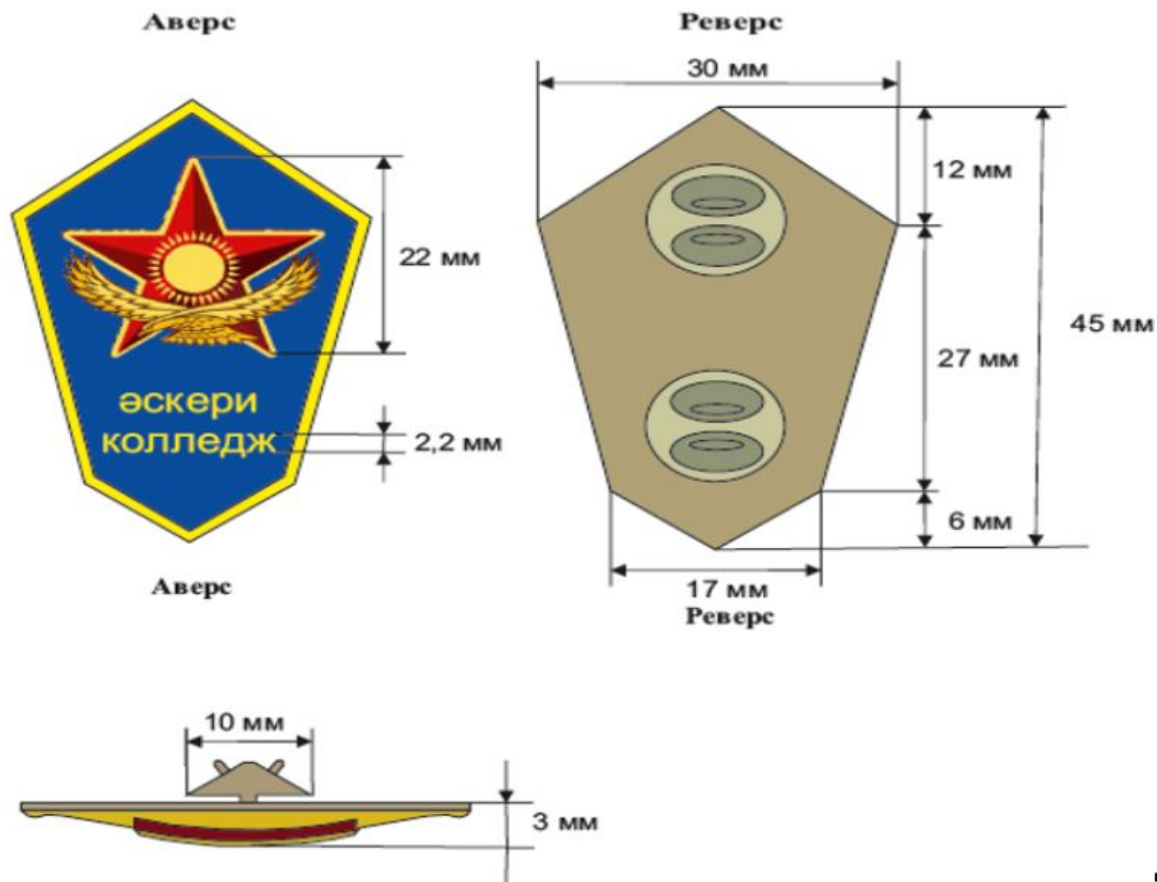 Аверс
Реверс
30 мм
12 мм
22 мм
45 мм
27 мм
әскери
колледж
2,2 мм
6 мм
Аверс
17 мм
Реверс
10 мм
3 мм